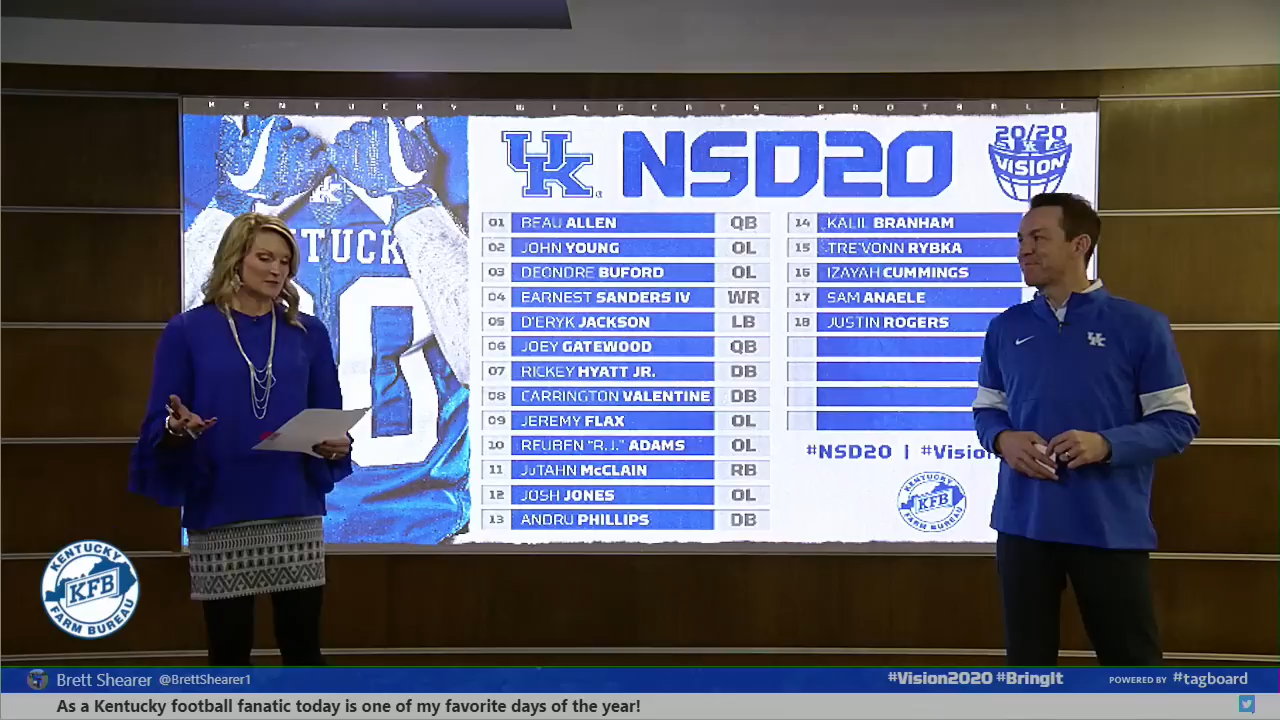 KENTUCKY WILDCATS FOOTBALL
UK NSD20
20/20
UK
VISION
TUCK
01 BEAU ALLEN QB
02 JOHN YOUNG OL
03 DEONDRE BUFORD OL
04 EARNEST SANDERS IV WR
05 D'ERYK JACKSON LB
06 JOEY GATEWOOD QB
07 RICKEY HYATT JR. DB
08 CARRINGTON VALENTINE DB
09 JEREMY FLAX OL
10 REUBEN "R.J." ADAMS OL
11 JuTAHN McCLAIN RB
12 JOSH JONES OL
13 ANDRU PHILLIPS DB
14 KALIL BRANHAM
15 TRE'VONN RYBKA
16 IZAYAH CUMMINGS
17 SAM ANAELE
18 JUSTIN ROGERS
#NSD20 | #Vision
KENTUCKY
KFB
FARM BUREAU
UK
KENTUCKY
KFB
FARM BUREAU
Brett Shearer @BrettShearer1
#Vision2020 #BringIt
POWERED BY #tagboard
As a Kentucky football fanatic today is one of my favorite days of the year!